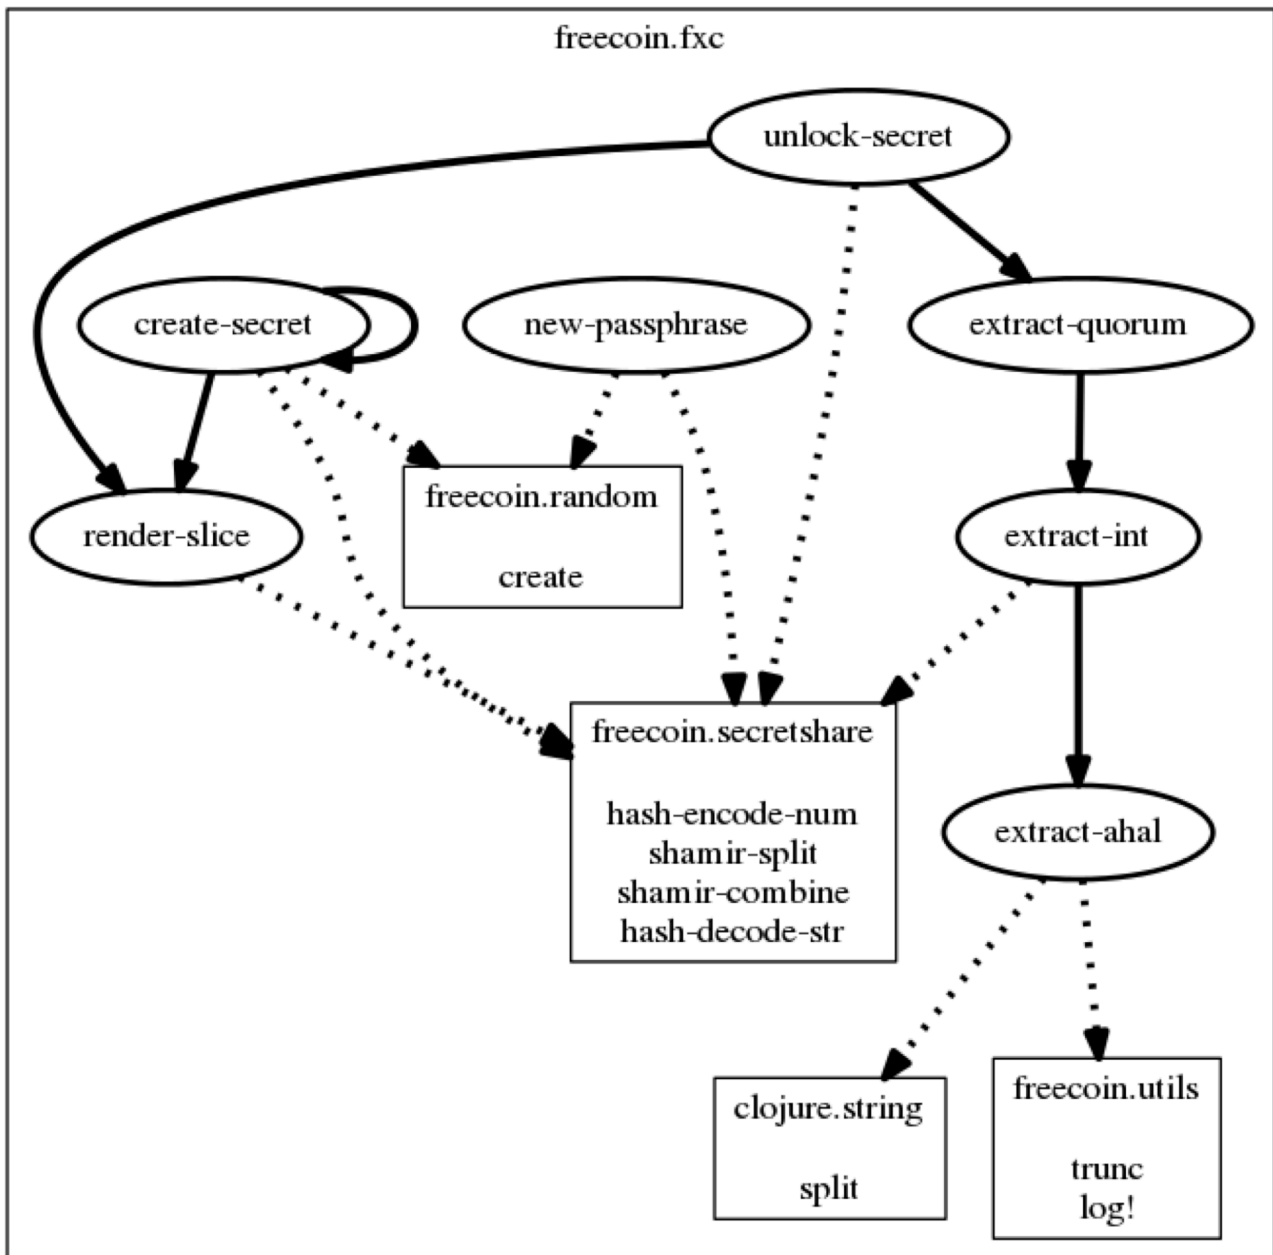 freecoin.fxc
unlock-secret
create-secret
new-passphrase
extract-quorum
render-slice
freecoin.random
create
extract-int
freecoin.secretshare
hash-encode-num
shamir-split
shamir-combine
hash-decode-str
extract-ahal
clojure.string
split
freecoin.utils
trunc
log!